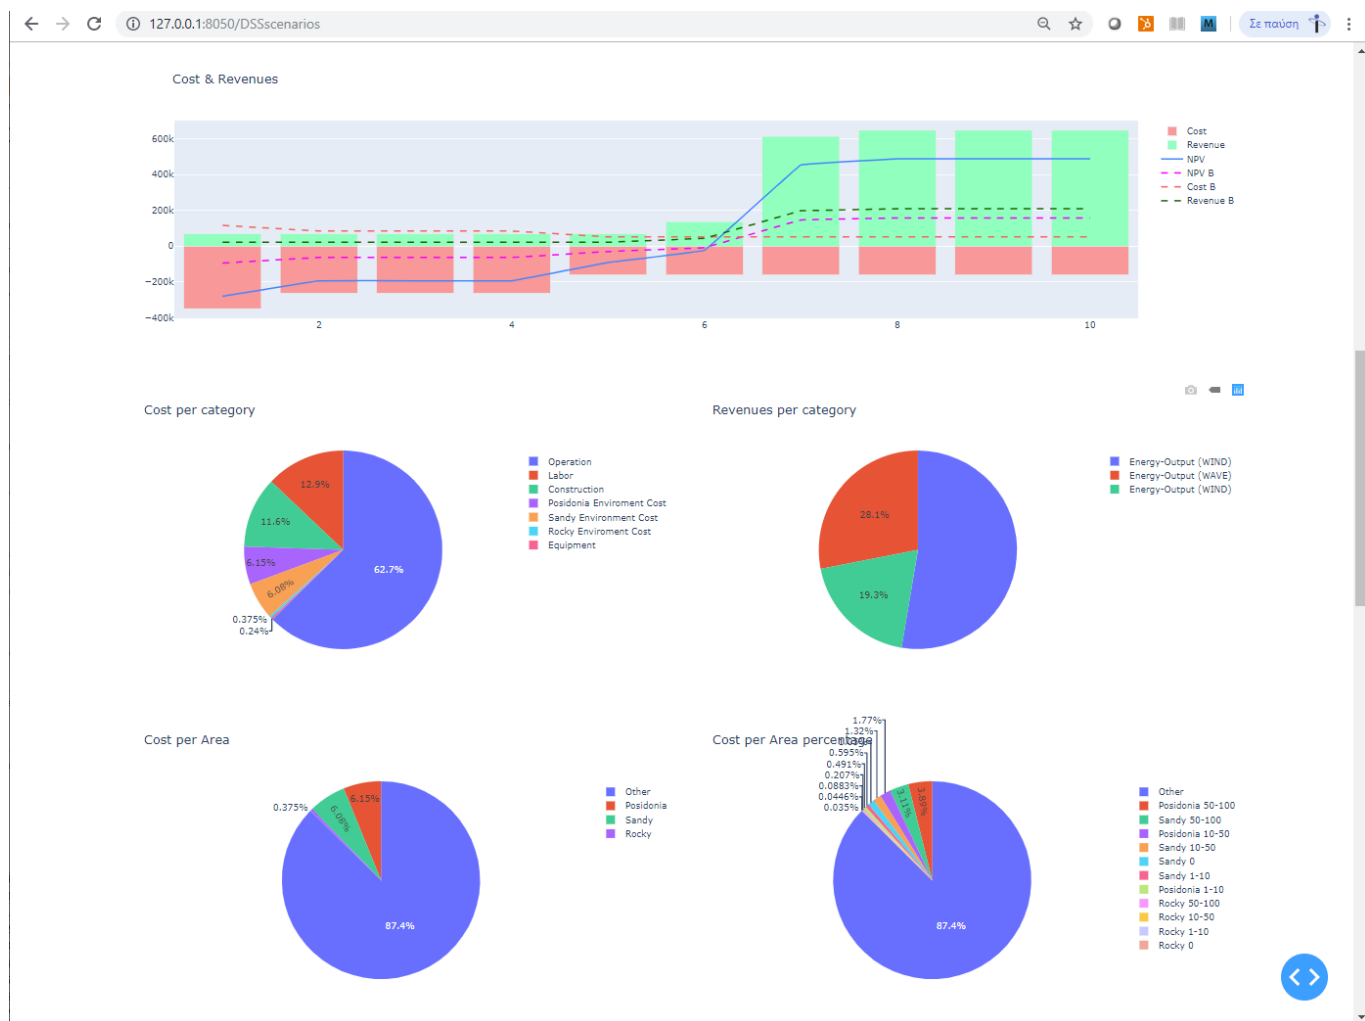 127.0.0.1:8050/DSSscenarios
Σε παύση
Cost & Revenues
600k
400k
200k
0
−200k
−400k
2 4 6 8 10
Cost
Revenue
NPV
NPV B
Cost B
Revenue B
Cost per category
12.9%
11.6%
6.15%
6.08%
0.375%
0.24%
62.7%
Operation
Labor
Construction
Posidonia Enviroment Cost
Sandy Environment Cost
Rocky Enviroment Cost
Equipment
Revenues per category
28.1%
19.3%
Energy-Output (WIND)
Energy-Output (WAVE)
Energy-Output (WIND)
Cost per Area
0.375%
6.08%
6.15%
87.4%
Other
Posidonia
Sandy
Rocky
Cost per Area percentage
1.77%
1.32%
0.595%
0.491%
0.207%
0.0883%
0.0446%
0.035%
3.11%
3.89%
87.4%
Other
Posidonia 50-100
Sandy 50-100
Posidonia 10-50
Sandy 10-50
Sandy 0
Sandy 1-10
Posidonia 1-10
Rocky 50-100
Rocky 10-50
Rocky 1-10
Rocky 0